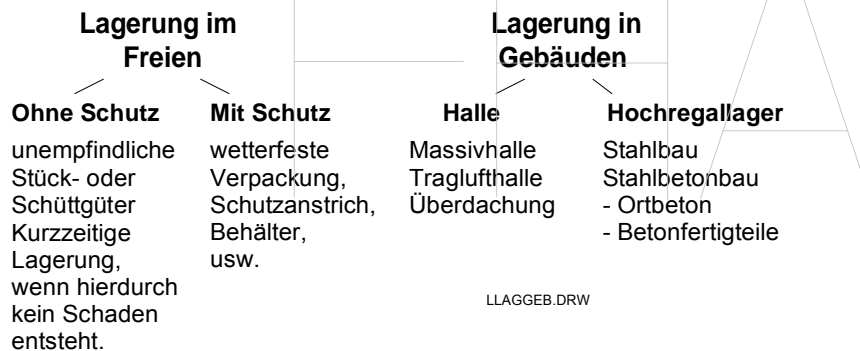 Lagerung im
Freien
Lagerung in
Gebäuden
Ohne Schutz
unempfindliche
Stück- oder
Schüttgüter
Kurzzeitige
Lagerung,
wenn hierdurch
kein Schaden
entsteht.
Mit Schutz
wetterfeste
Verpackung,
Schutzanstrich,
Behälter,
usw.
Halle
Massivhalle
Traglufthalle
Überdachung
Hochregallager
Stahlbau
Stahlbetonbau
- Ortbeton
- Betonfertigteile
LLAGGEB.DRW